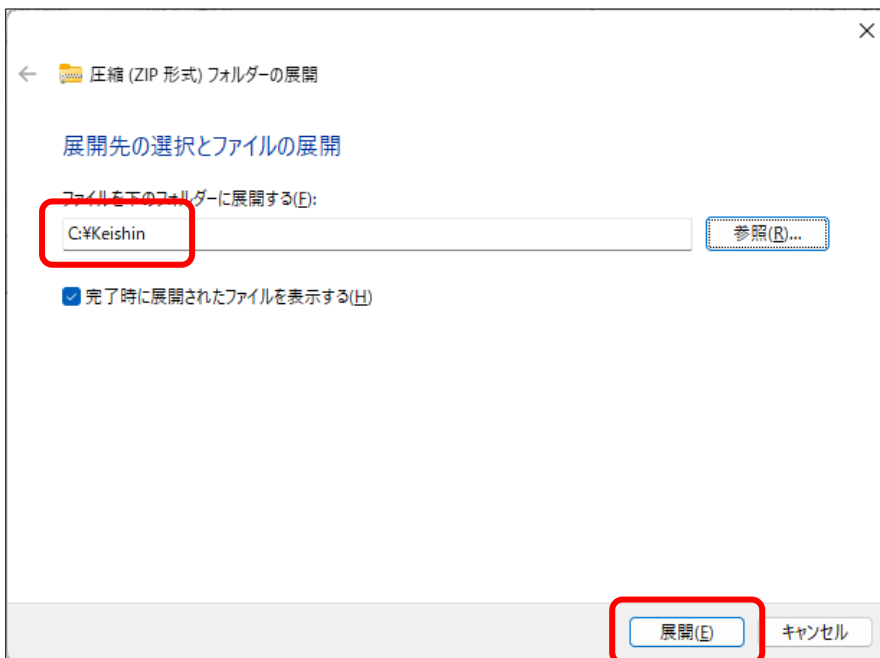 圧縮 (ZIP 形式) フォルダーの展開
展開先の選択とファイルの展開
ファイルを下のフォルダーに展開する(F):
C:¥Keishin
参照(R)...
完了時に展開されたファイルを表示する(H)
展開(E)
キャンセル